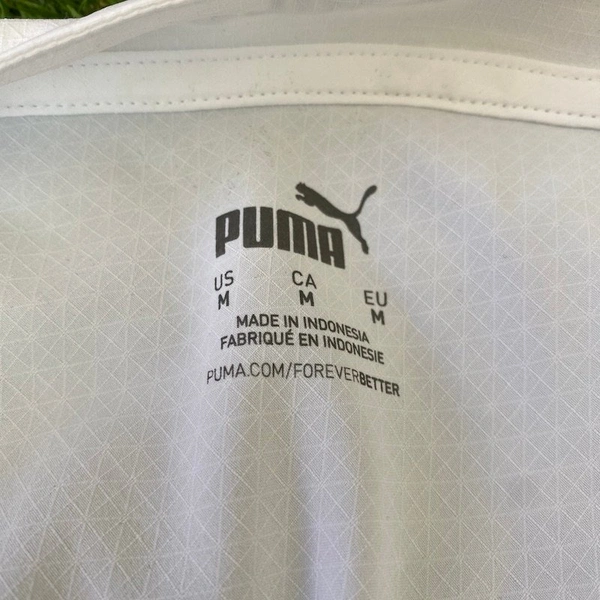 PUMA
US CA EU
M M M
MADE IN INDONESIA
FABRIQUÉ EN INDONESIE
PUMA.COM/FOREVERBETTER